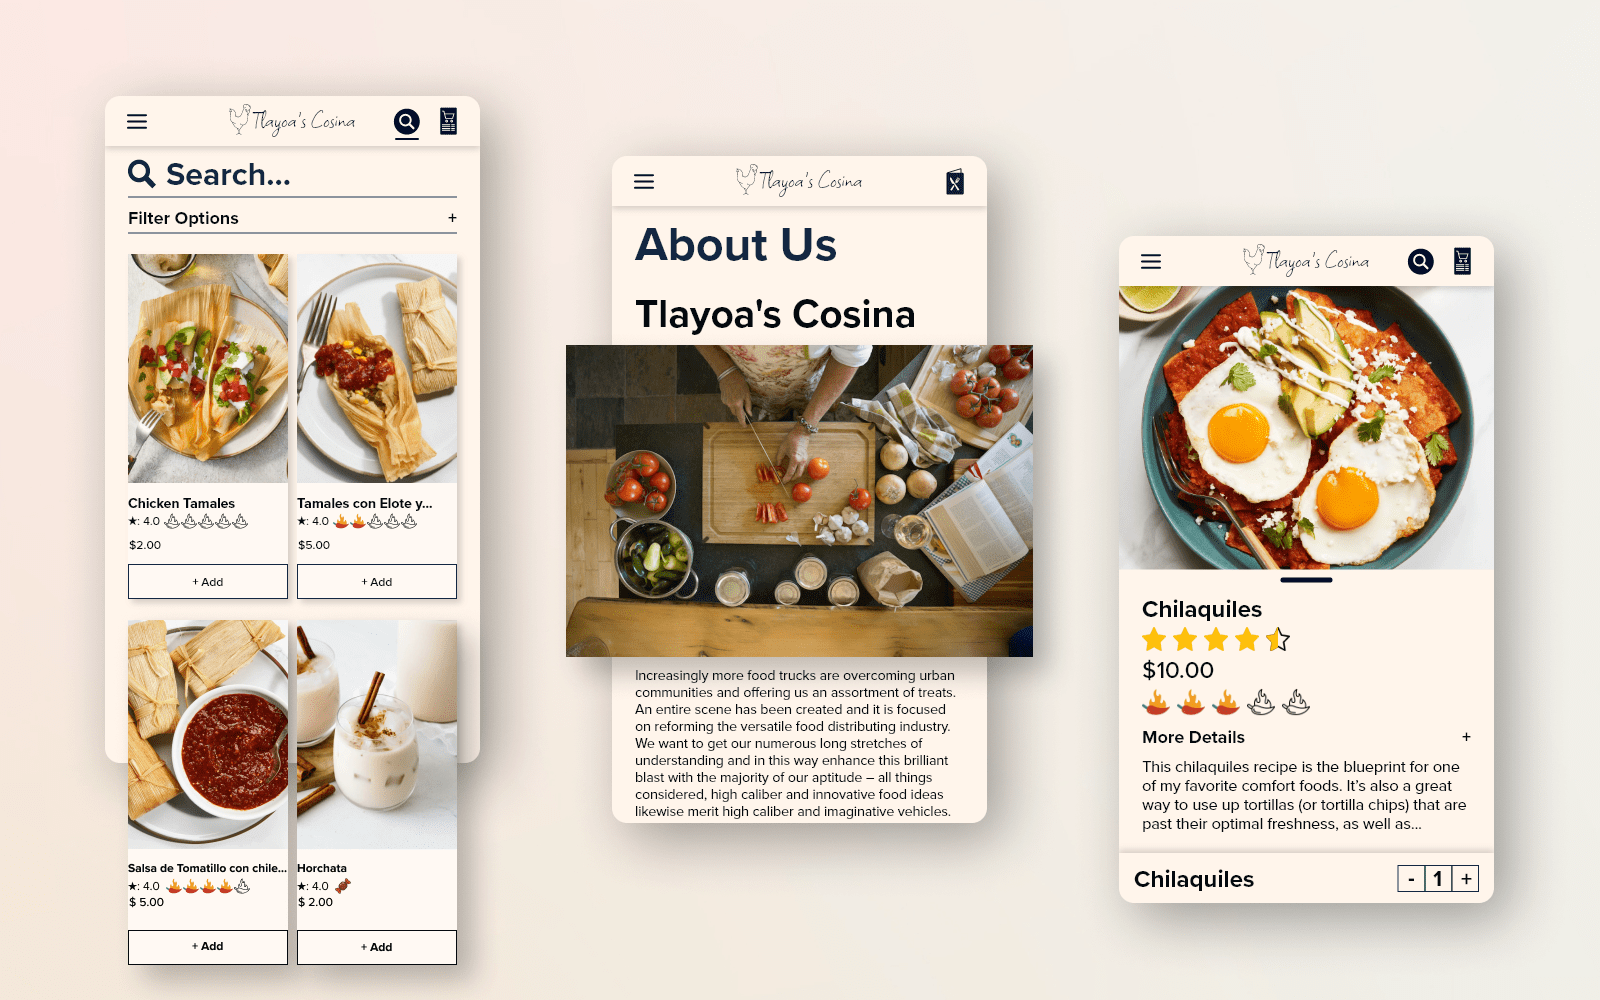 Tlayoa's Cosina
Search...
Filter Options +
Chicken Tamales
★: 4.0
$2.00
+ Add
Tamales con Elote y...
★: 4.0
$5.00
+ Add
Salsa de Tomatillo con chile...
★: 4.0
$ 5.00
+ Add
Horchata
★: 4.0
$ 2.00
+ Add
Tlayoa's Cosina
About Us
Tlayoa's Cosina
Increasingly more food trucks are overcoming urban
communities and offering us an assortment of treats.
An entire scene has been created and it is focused
on reforming the versatile food distributing industry.
We want to get our numerous long stretches of
understanding and in this way enhance this brilliant
blast with the majority of our aptitude – all things
considered, high caliber and innovative food ideas
likewise merit high caliber and imaginative vehicles.
Tlayoa's Cosina
Chilaquiles
$10.00
More Details +
This chilaquiles recipe is the blueprint for one
of my favorite comfort foods. It's also a great
way to use up tortillas (or tortilla chips) that are
past their optimal freshness, as well as...
Chilaquiles
- 1 +